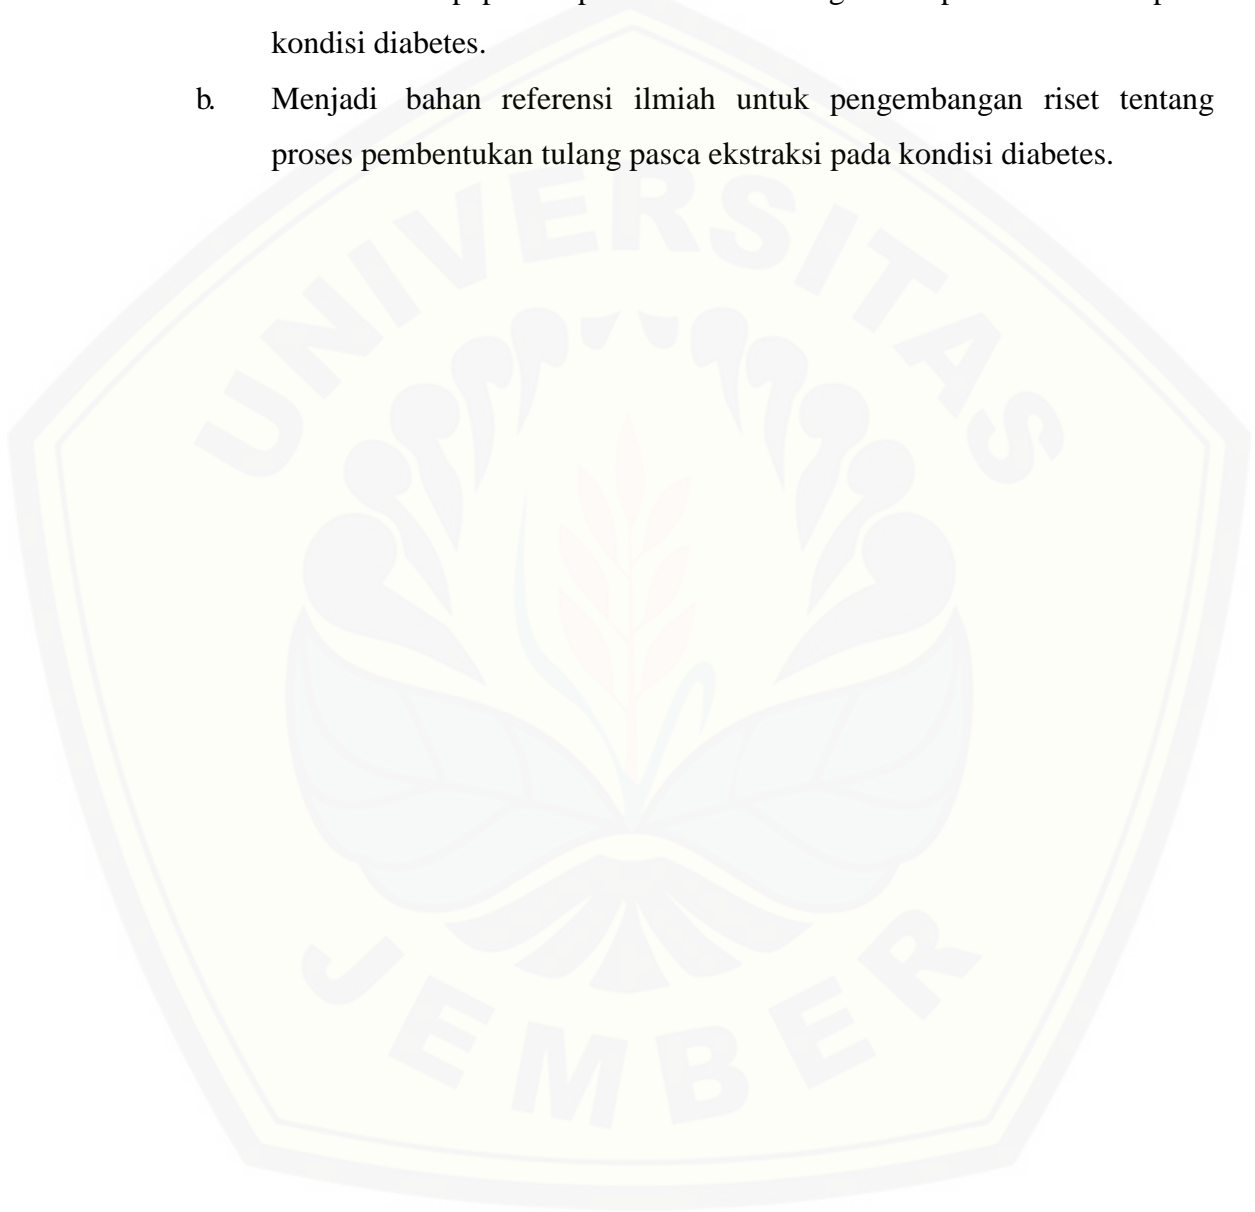 kondisi diabetes.
b. Menjadi bahan referensi ilmiah untuk pengembangan riset tentang
proses pembentukan tulang pasca ekstraksi pada kondisi diabetes.
UNIVERSITAS
JEMBER